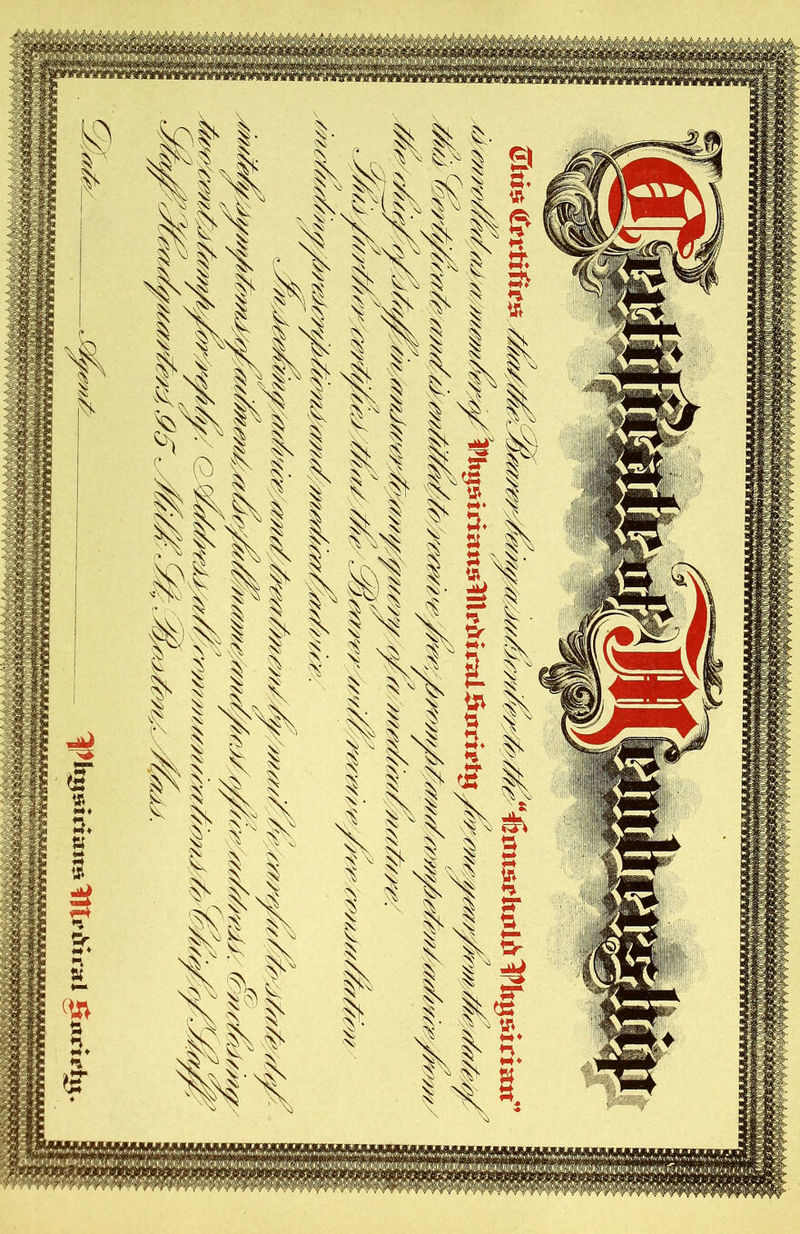 Certificate of Membership
This Certifies that the Bearer being a subscriber to the "Household Physician"
is enrolled as a member of Physicians Medical Society for one year from the date of
this Certificate and is entitled to receive free prompt and competent advice from
the chief of staff in answer to any query of a medical nature.
This further certifies that the Bearer will receive free consultation
including prescriptions and medical advice.
In seeking advice and treatment by mail be careful to state def-
initely symptoms of ailment, also full name and post office address. Enclosing
two cent stamp for reply. Address all communications to Chief of Staff,
Staff Headquarters, 95 Milk St., Boston, Mass.
Date Agent Physicians Medical Society.